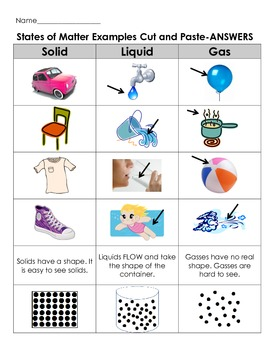 Name
States of Matter Examples Cut and Paste-ANSWERS
Solid
Liquid
Gas
Solids have a shape. It
is easy to see solids.
Liquids FLOW and take
the shape of the
container.
Gasses have no real
shape. Gasses are
hard to see.